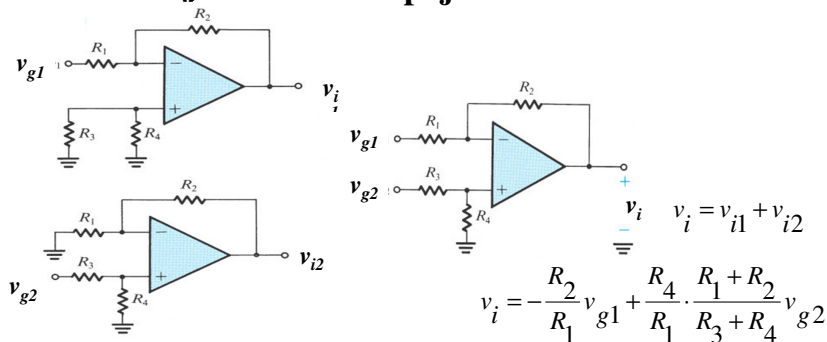 R2
R1
vg1
−
+
vi1
R3
R4
R2
R1
−
+
R3
vg2
R4
vi2
R2
R1
vg1
−
R3
vg2
+
R4
+
vi
−
vi = vi1 + vi2
vi = − R2/R1 vg1 + R4/R1 · (R1 + R2)/(R3 + R4) vg2